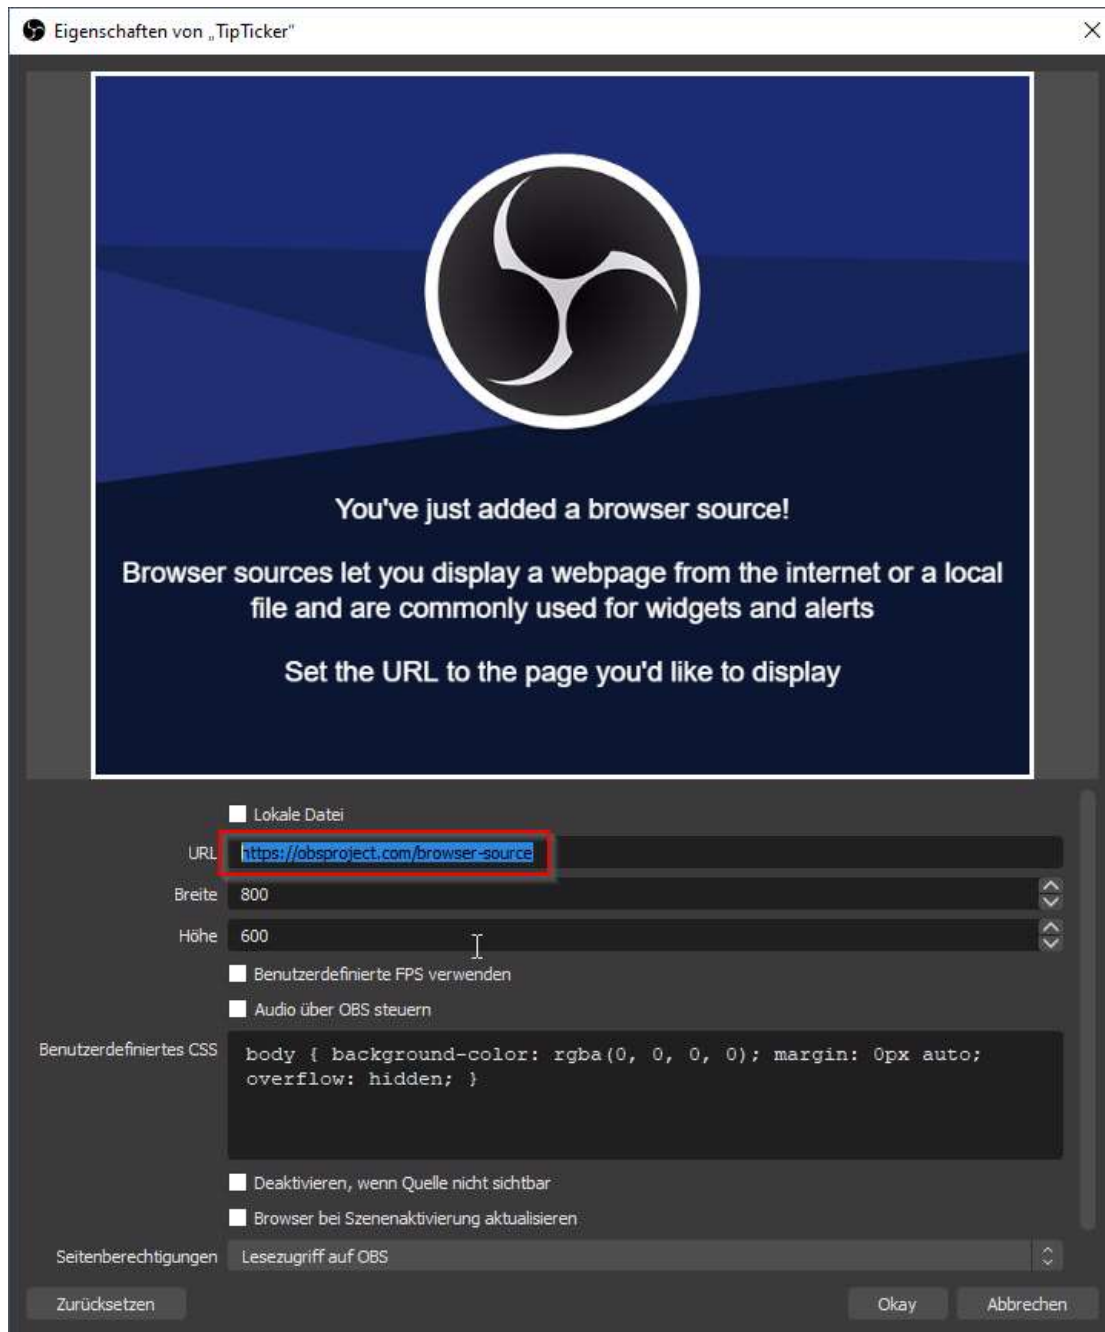 Eigenschaften von „TipTicker“
You've just added a browser source!
Browser sources let you display a webpage from the internet or a local
file and are commonly used for widgets and alerts
Set the URL to the page you'd like to display
Lokale Datei
URL https://obsproject.com/browser-source
Breite 800
Höhe 600
Benutzerdefinierte FPS verwenden
Audio über OBS steuern
Benutzerdefiniertes CSS body { background-color: rgba(0, 0, 0, 0); margin: 0px auto;
overflow: hidden; }
Deaktivieren, wenn Quelle nicht sichtbar
Browser bei Szenenaktivierung aktualisieren
Seitenberechtigungen Lesezugriff auf OBS
Zurücksetzen Okay Abbrechen